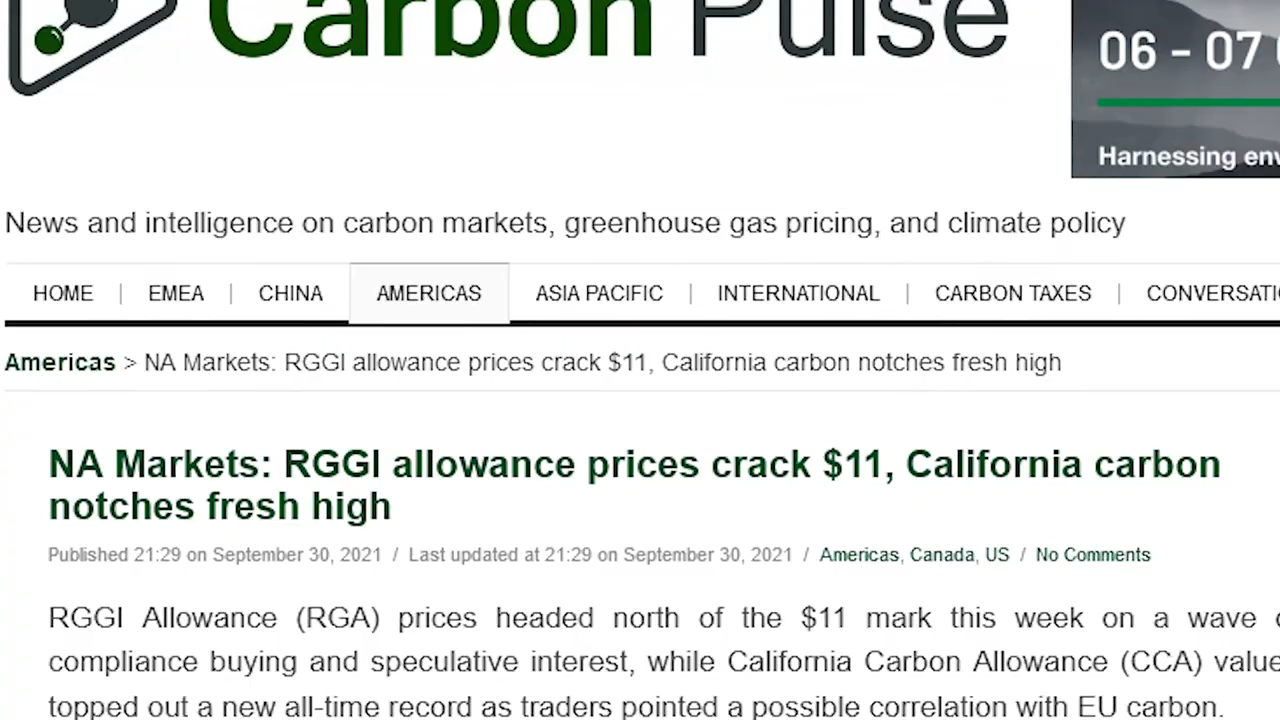 Carbon Pulse
06 - 07
Harnessing
News and intelligence on carbon markets, greenhouse gas pricing, and climate policy
HOME | EMEA | CHINA AMERICAS ASIA PACIFIC | INTERNATIONAL | CARBON TAXES |
Americas > NA Markets: RGGI allowance prices crack $11, California carbon notches fresh high
NA Markets: RGGI allowance prices crack $11, California carbon
notches fresh high
Published 21:29 on September 30, 2021 / Last updated at 21:29 on September 30, 2021 / Americas, Canada, US / No Comments
RGGI Allowance (RGA) prices headed north of the $11 mark this week on a wave
compliance buying and speculative interest, while California Carbon Allowance (CCA) value
topped out a new all-time record as traders pointed a possible correlation with EU carbon.